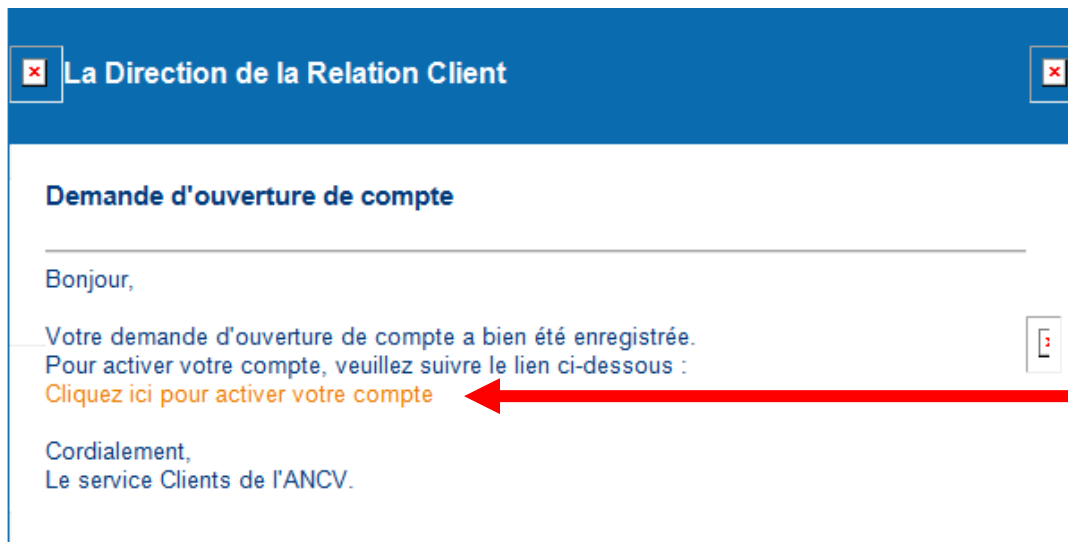 La Direction de la Relation Client
Demande d'ouverture de compte
Bonjour,
Votre demande d'ouverture de compte a bien été enregistrée.
Pour activer votre compte, veuillez suivre le lien ci-dessous :
Cliquez ici pour activer votre compte
Cordialement,
Le service Clients de l'ANCV.